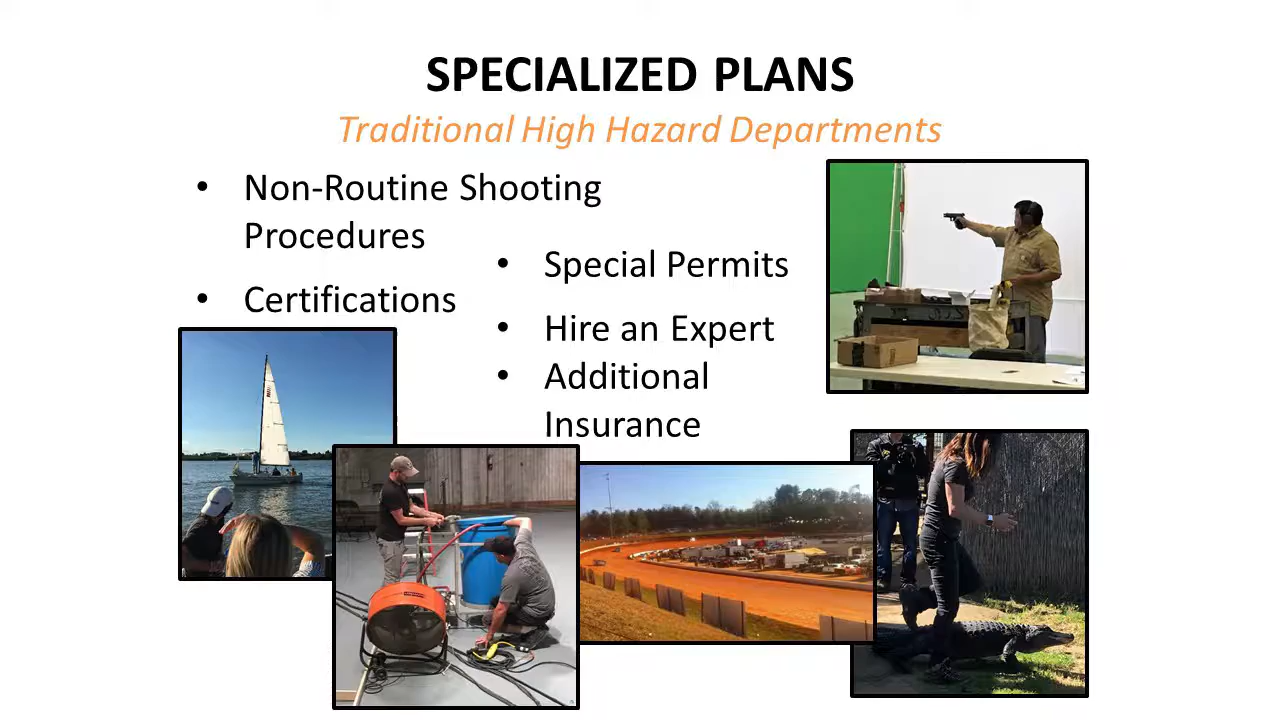 SPECIALIZED PLANS
Traditional High Hazard Departments
• Non-Routine Shooting
Procedures
• Certifications
• Special Permits
• Hire an Expert
• Additional
Insurance